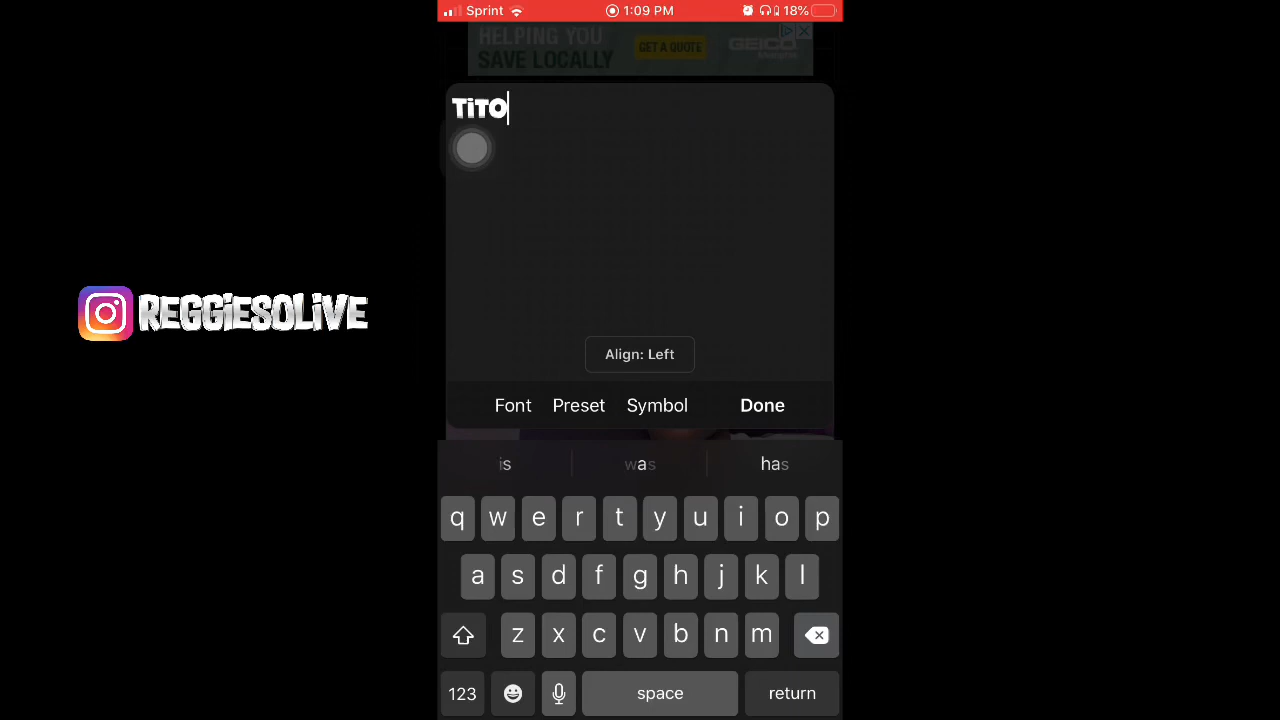 Sprint 1:09 PM 18%
HELPING YOU
SAVE LOCALLY
GET A QUOTE
GEICO
TiTO
REGGiESOLiVE
Align: Left
Font Preset Symbol Done
is has
q w e r t y u i o p
a s d f g h j k l
z x c v b n m
123 space return